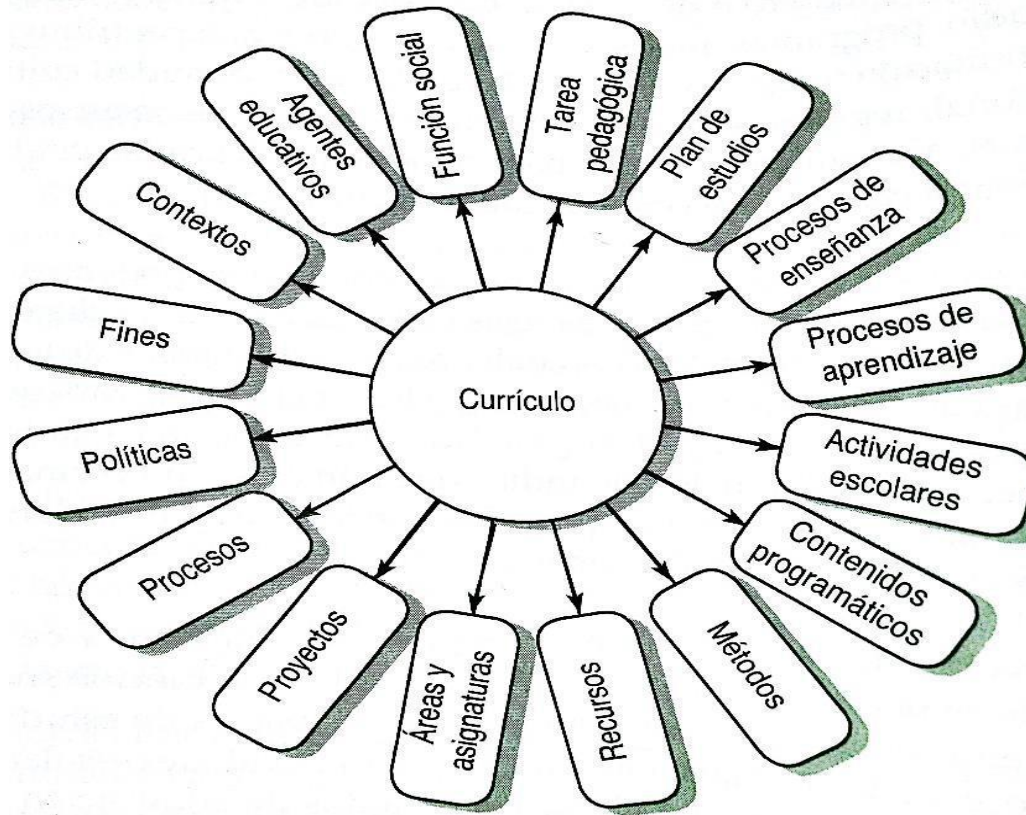 Función social
Tarea
pedagógica
Plan de
estudios
Procesos de
enseñanza
Procesos de
aprendizaje
Actividades
escolares
Contenidos
programáticos
Métodos
Recursos
Áreas y
asignaturas
Proyectos
Procesos
Políticas
Fines
Contextos
Agentes
educativos
Currículo